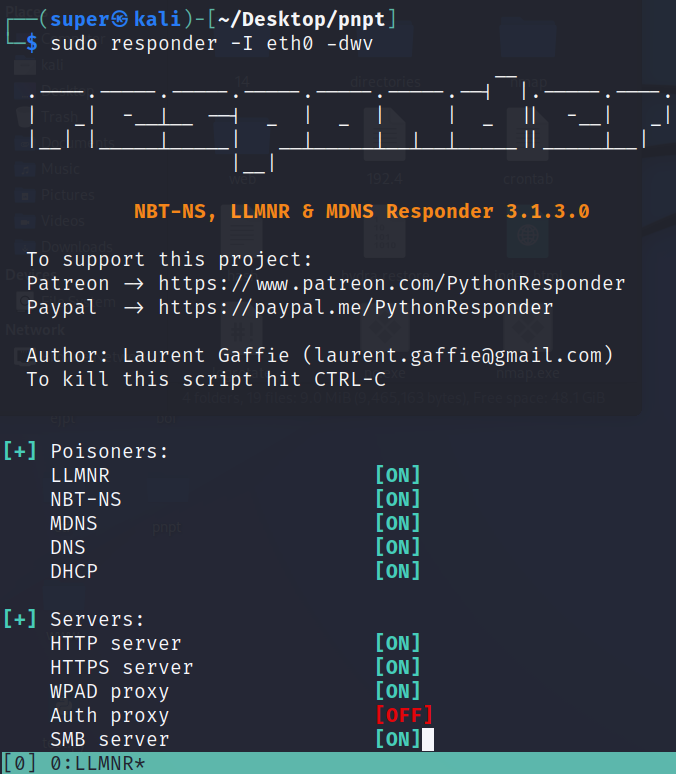 ┌──(super㉿kali)-[~/Desktop/pnpt]
└─$ sudo responder -I eth0 -dwv
NBT-NS, LLMNR & MDNS Responder 3.1.3.0
To support this project:
Patreon -> https://www.patreon.com/PythonResponder
Paypal -> https://paypal.me/PythonResponder
Author: Laurent Gaffie (laurent.gaffie@gmail.com)
To kill this script hit CTRL-C
[+] Poisoners:
LLMNR [ON]
NBT-NS [ON]
MDNS [ON]
DNS [ON]
DHCP [ON]
[+] Servers:
HTTP server [ON]
HTTPS server [ON]
WPAD proxy [ON]
Auth proxy [OFF]
SMB server [ON]
[0] 0:LLMNR*